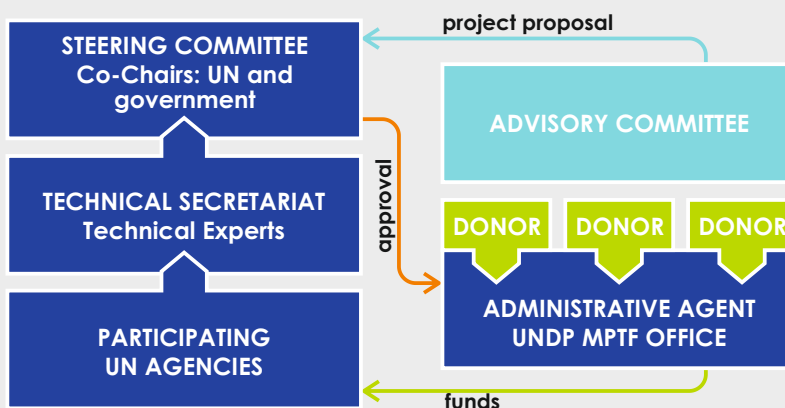 project proposal
STEERING COMMITTEE
Co-Chairs: UN and
government
ADVISORY COMMITTEE
approval
TECHNICAL SECRETARIAT
Technical Experts
DONOR DONOR DONOR
ADMINISTRATIVE AGENT
UNDP MPTF OFFICE
PARTICIPATING
UN AGENCIES
funds